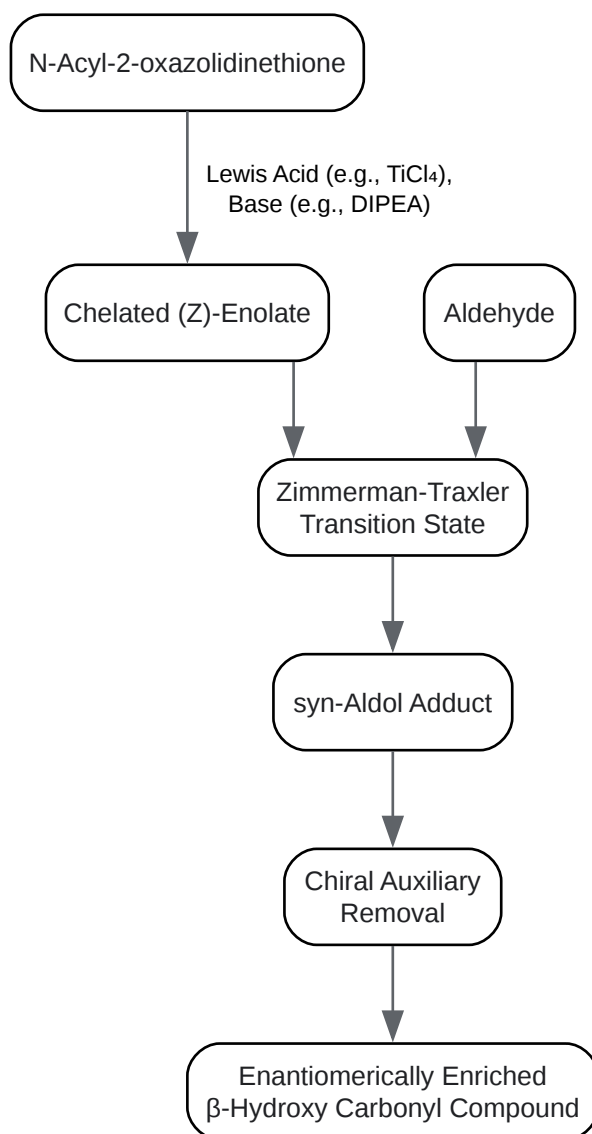 N-Acyl-2-oxazolidinethione
Lewis Acid (e.g., TiCl₄),
Base (e.g., DIPEA)
Chelated (Z)-Enolate
Aldehyde
Zimmerman-Traxler
Transition State
syn-Aldol Adduct
Chiral Auxiliary
Removal
Enantiomerically Enriched
β-Hydroxy Carbonyl Compound